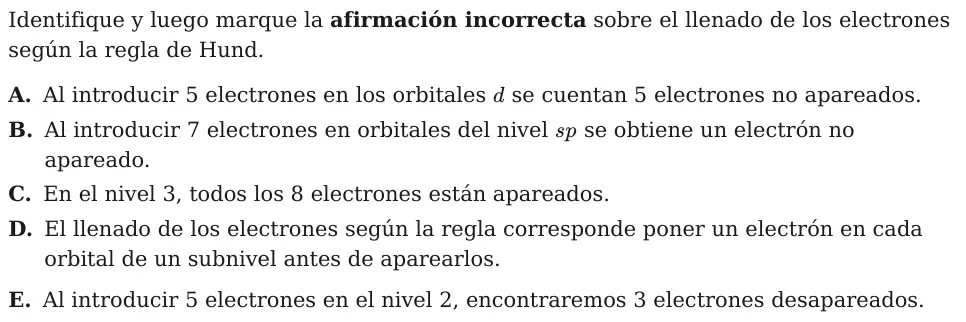 Identifique y luego marque la afirmación incorrecta sobre el llenado de los electrones
según la regla de Hund.
A. Al introducir 5 electrones en los orbitales d se cuentan 5 electrones no apareados.
B. Al introducir 7 electrones en orbitales del nivel sp se obtiene un electrón no
apareado.
C. En el nivel 3, todos los 8 electrones están apareados.
D. El llenado de los electrones según la regla corresponde poner un electrón en cada
orbital de un subnivel antes de aparearlos.
E. Al introducir 5 electrones en el nivel 2, encontraremos 3 electrones desapareados.